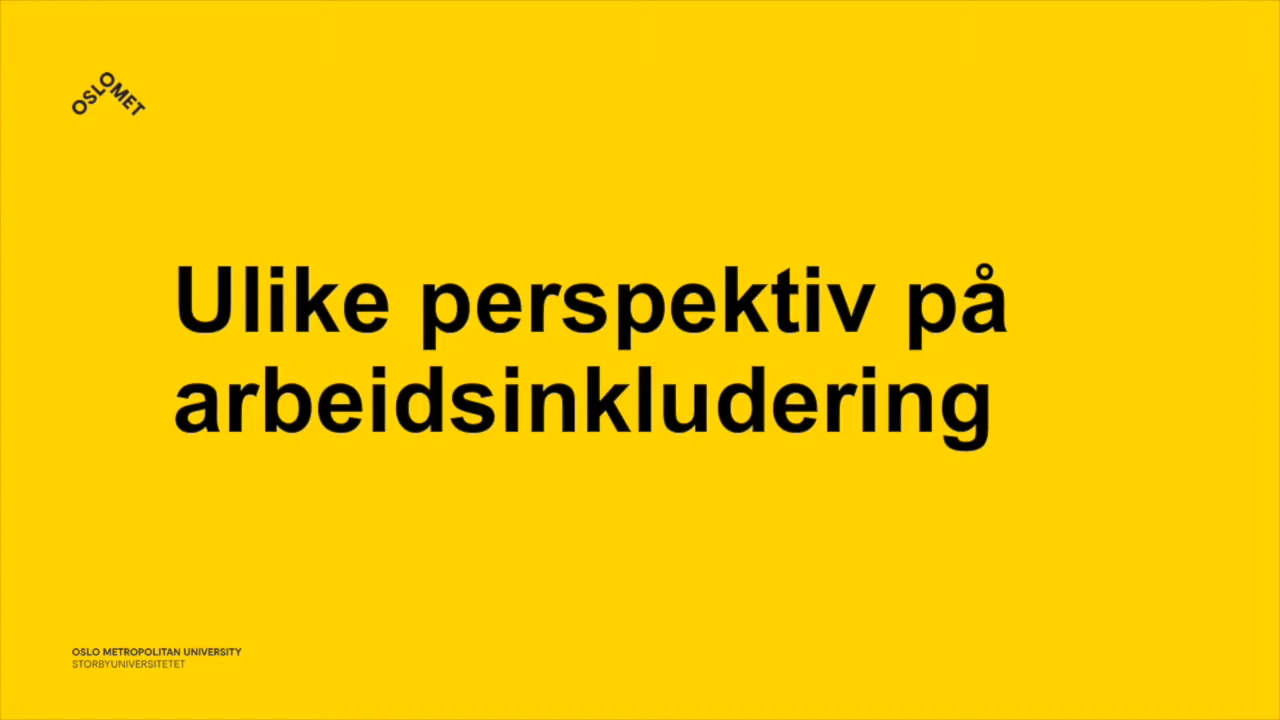 OSLOMET
Ulike perspektiv på
arbeidsinkludering
OSLO METROPOLITAN UNIVERSITY
STORBYUNIVERSITETET